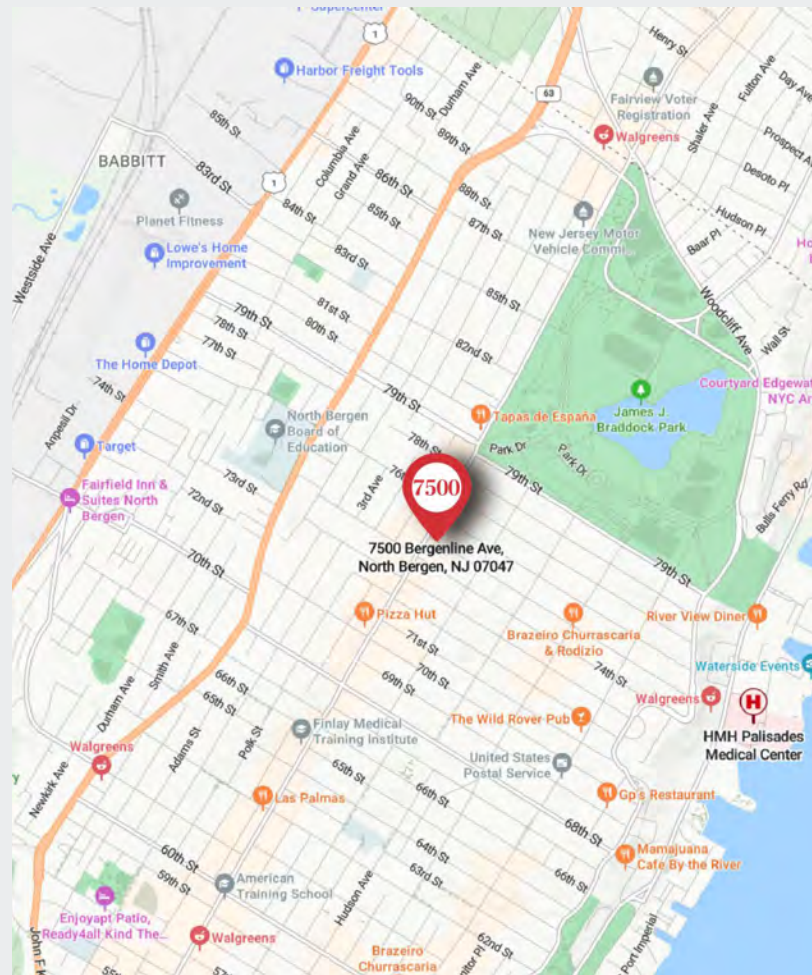 Supercenter
1
Harbor Freight Tools
Henry St
Durham Ave
63
Fairview Voter
Registration
Fulton Ave
Day Ave
90th St
89th St
Walgreens
Shaler Ave
Prospect Av
85th St
Columbia Ave
Grand Ave
Desoto Pl
BABBITT
83rd St
1
86th St
88th St
Hudson Pl
Planet Fitness
84th St
85th St
87th St
New Jersey Motor
Vehicle Commi...
Baar Pl
Westside Ave
Lowe's Home
Improvement
83rd St
Woodcliff Ave
85th St
81st St
79th St
80th St
78th St
77th St
82nd St
Wall St
The Home Depot
74th St
79th St
James J.
Braddock Park
Courtyard Edgewat
NYC Ar
Anpesil Dr
North Bergen
Board of
Education
Tapas de España
78th St
Park Dr
Park Dr
Target
73rd St
3rd Ave
7500
79th St
Bulls Ferry Rd
Fairfield Inn &
Suites North
Bergen
72nd St
7500 Bergenline Ave,
North Bergen, NJ 07047
70th St
79th St
Pizza Hut
Brazeiro Churrascaria
& Rodizio
River View Diner
67th St
71st St
70th St
74th St
Smith Ave
66th St
69th St
Waterside Events
65th St
Durham Ave
Walgreens
H
HMH Palisades
Medical Center
Adams St
Polk St
Finlay Medical
Training Institute
The Wild Rover Pub
Walgreens
United States
Postal Service
Newkirk Ave
65th St
66th St
Las Palmas
Gp's Restaurant
68th St
60th St
64th St
Mamajuana
Cafe By the River
59th St
American
Training School
63rd St
66th St
Hudson Ave
Enjoyapt Patio,
Ready4all Kind The...
Walgreens
62nd St
Port Imperial
John F K
Brazeiro
Churrascaria